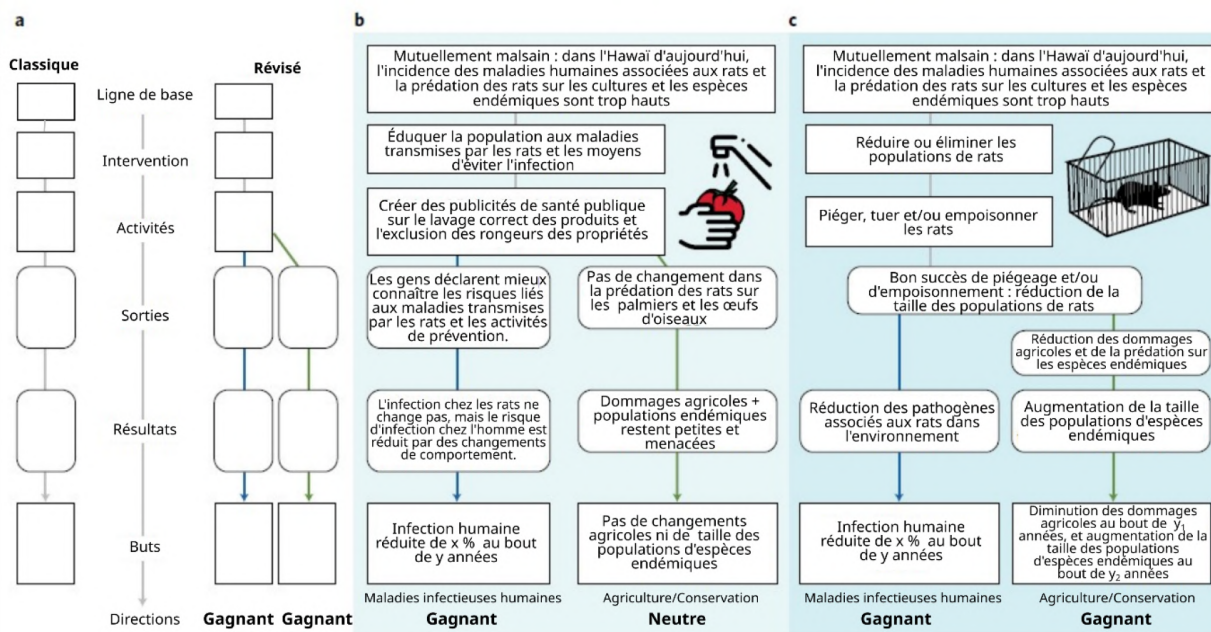 a
Classique
Révisé
Ligne de base
Intervention
Activités
Sorties
Résultats
Buts
Directions
Gagnant
Gagnant
b
Mutuellement malsain : dans l'Hawaï d'aujourd'hui,
l'incidence des maladies humaines associées aux rats et
la prédation des rats sur les cultures et les espèces
endémiques sont trop hauts
Éduquer la population aux maladies
transmises par les rats et les moyens
d'éviter l'infection
Créer des publicités de santé publique
sur le lavage correct des produits et
l'exclusion des rongeurs des propriétés
Les gens déclarent mieux
connaître les risques liés
aux maladies transmises
par les rats et les activités
de prévention.
Pas de changement dans
la prédation des rats sur
les palmiers et les œufs
d'oiseaux
L'infection chez les rats ne
change pas, mais le risque
d'infection chez l'homme est
réduit par des changements
de comportement.
Dommages agricoles +
populations endémiques
restent petites et
menacées
Infection humaine
réduite de x % au bout
de y années
Pas de changements
agricoles ni de taille des
populations d'espèces
endémiques
Maladies infectieuses humaines
Gagnant
Agriculture/Conservation
Neutre
c
Mutuellement malsain : dans l'Hawaï d'aujourd'hui,
l'incidence des maladies humaines associées aux rats et
la prédation des rats sur les cultures et les espèces
endémiques sont trop hauts
Réduire ou éliminer les
populations de rats
Piéger, tuer et/ou empoisonner
les rats
Bon succès de piégeage et/ou
d'empoisonnement : réduction de la
taille des populations de rats
Réduction des dommages
agricoles et de la prédation sur
les espèces endémiques
Réduction des pathogènes
associés aux rats dans
l'environnement
Augmentation de la taille
des populations d'espèces
endémiques
Infection humaine
réduite de x % au bout
de y années
Diminution des dommages
agricoles au bout de y₁
années, et augmentation de la
taille des populations
d'espèces endémiques au
bout de y₂ années
Maladies infectieuses humaines
Gagnant
Agriculture/Conservation
Gagnant